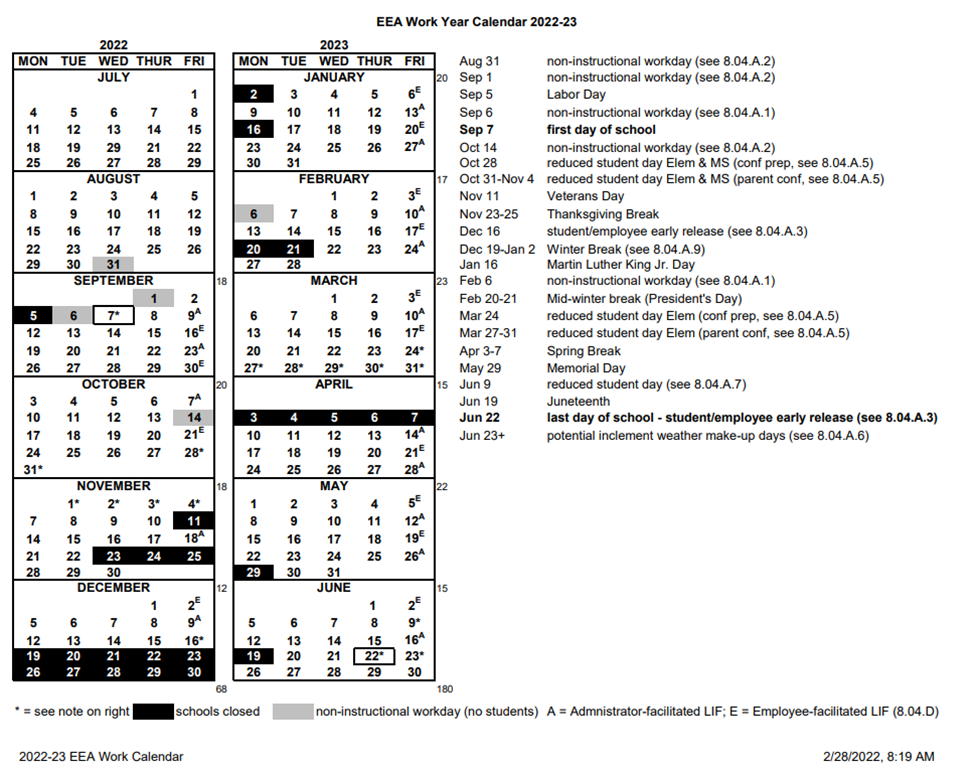 EEA Work Year Calendar 2022-23
2022
MON TUE WED THUR FRI
JULY
1
4 5 6 7 8
11 12 13 14 15
18 19 29 21 22
25 26 27 28 29
AUGUST
1 2 3 4 5
8 9 10 11 12
15 16 17 18 19
22 23 24 25 26
29 30 31
SEPTEMBER 18
1 2
5 6 7* 8 9A
12 13 14 15 16E
19 20 21 22 23A
26 27 28 29 30E
OCTOBER 20
3 4 5 6 7A
10 11 12 13 14
17 18 19 20 21E
24 25 26 27 28*
31*
NOVEMBER 18
1* 2* 3* 4*
7 8 9 10 11
14 15 16 17 18A
21 22 23 24 25
28 29 30
DECEMBER 12
1 2E
5 6 7 8 9A
12 13 14 15 16*
19 20 21 22 23
26 27 28 29 30
68
2023
MON TUE WED THUR FRI
JANUARY 20
2 3 4 5 6E
9 10 11 12 13A
16 17 18 19 20E
23 24 25 26 27A
30 31
FEBRUARY 17
1 2 3E
6 7 8 9 10A
13 14 15 16 17E
20 21 22 23 24A
27 28
MARCH 23
1 2 3E
6 7 8 9 10A
13 14 15 16 17E
20 21 22 23 24*
27* 28* 29* 30* 31*
APRIL 15
3 4 5 6 7
10 11 12 13 14A
17 18 19 20 21E
24 25 26 27 28A
MAY 22
1 2 3 4 5E
8 9 10 11 12A
15 16 17 18 19E
22 23 24 25 26A
29 30 31
JUNE 15
1 2E
5 6 7 8 9*
12 13 14 15 16A
19 20 21 22* 23*
26 27 28 29 30
180
Aug 31 non-instructional workday (see 8.04.A.2)
Sep 1 non-instructional workday (see 8.04.A.2)
Sep 5 Labor Day
Sep 6 non-instructional workday (see 8.04.A.1)
Sep 7 first day of school
Oct 14 non-instructional workday (see 8.04.A.2)
Oct 28 reduced student day Elem & MS (conf prep, see 8.04.A.5)
Oct 31-Nov 4 reduced student day Elem & MS (parent conf, see 8.04.A.5)
Nov 11 Veterans Day
Nov 23-25 Thanksgiving Break
Dec 16 student/employee early release (see 8.04.A.3)
Dec 19-Jan 2 Winter Break (see 8.04.A.9)
Jan 16 Martin Luther King Jr. Day
Feb 6 non-instructional workday (see 8.04.A.1)
Feb 20-21 Mid-winter break (President's Day)
Mar 24 reduced student day Elem (conf prep, see 8.04.A.5)
Mar 27-31 reduced student day Elem (parent conf, see 8.04.A.5)
Apr 3-7 Spring Break
May 29 Memorial Day
Jun 9 reduced student day (see 8.04.A.7)
Jun 19 Juneteenth
Jun 22 last day of school - student/employee early release (see 8.04.A.3)
Jun 23+ potential inclement weather make-up days (see 8.04.A.6)
* = see note on right schools closed non-instructional workday (no students) A = Admnistrator-facilitated LIF; E = Employee-facilitated LIF (8.04.D)
2022-23 EEA Work Calendar 2/28/2022, 8:19 AM